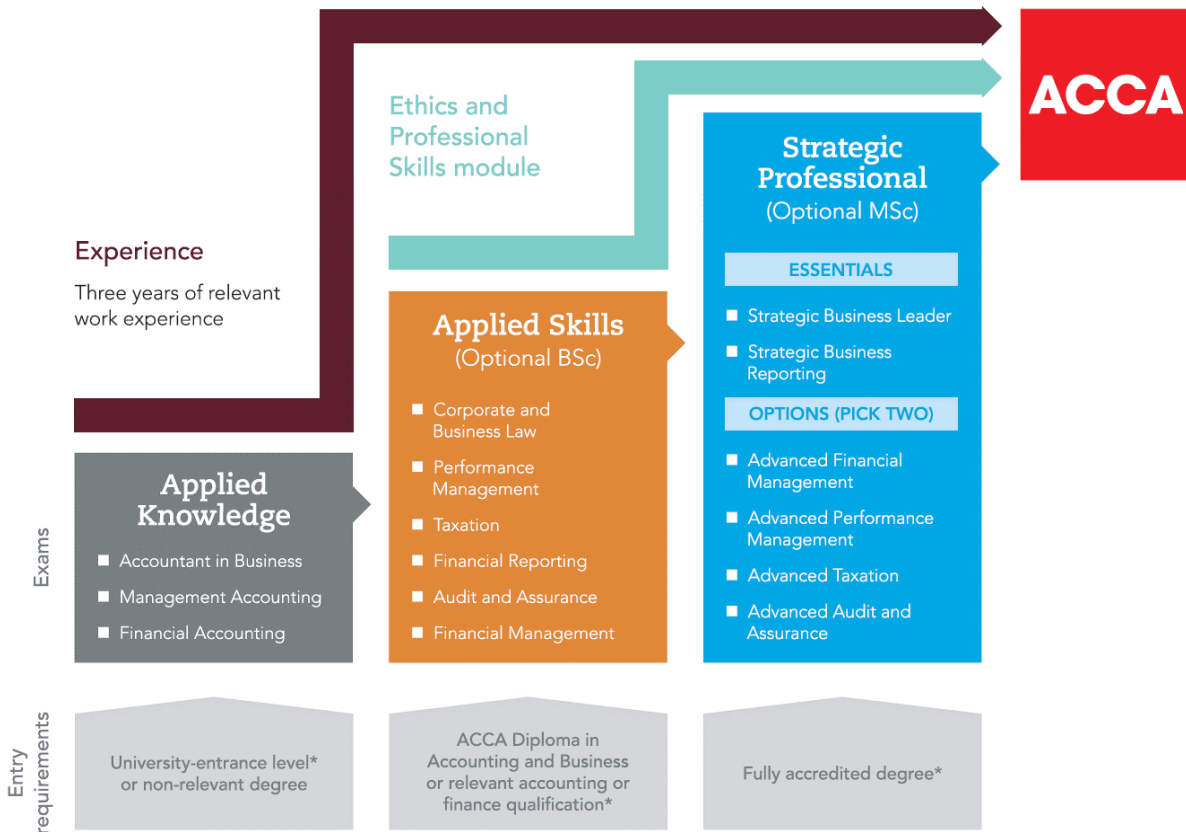 ACCA
Ethics and
Professional
Skills module
Experience
Three years of relevant
work experience
Strategic
Professional
(Optional MSc)
ESSENTIALS
Strategic Business Leader
Strategic Business
Reporting
OPTIONS (PICK TWO)
Advanced Financial
Management
Advanced Performance
Management
Advanced Taxation
Advanced Audit and
Assurance
Applied Skills
(Optional BSc)
Corporate and
Business Law
Performance
Management
Taxation
Financial Reporting
Audit and Assurance
Financial Management
Applied
Knowledge
Accountant in Business
Management Accounting
Financial Accounting
Exams
Entry
requirements
University-entrance level*
or non-relevant degree
ACCA Diploma in
Accounting and Business
or relevant accounting or
finance qualification*
Fully accredited degree*